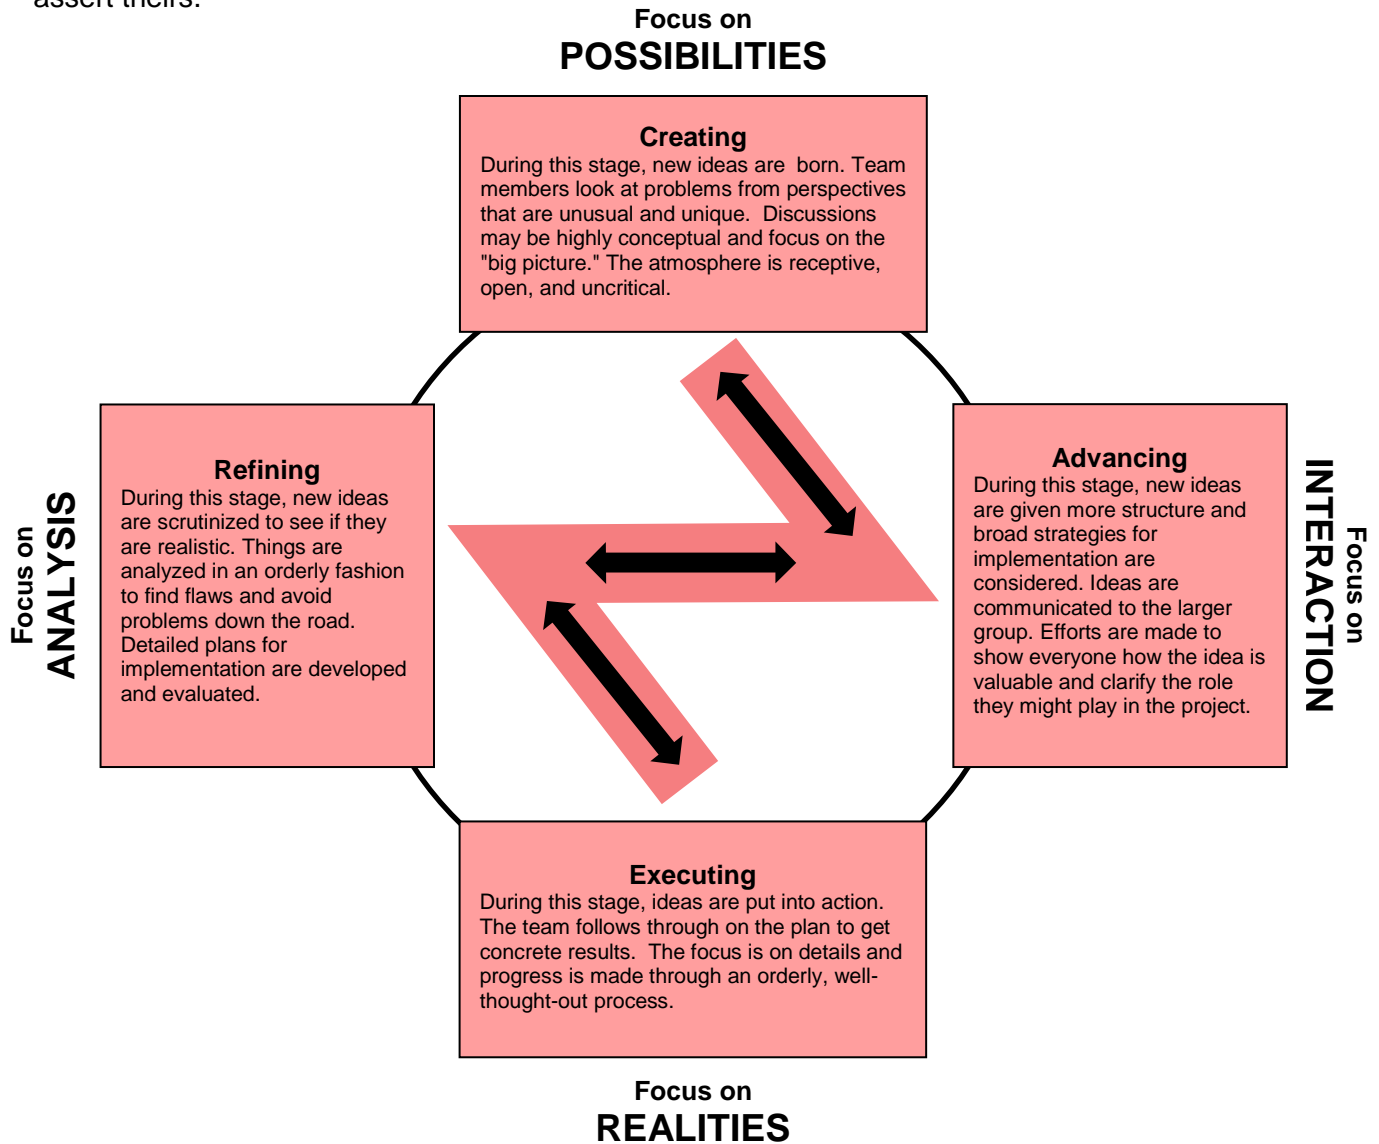 assert theirs.
Focus on
POSSIBILITIES
Creating
During this stage, new ideas are  born. Team
members look at problems from perspectives
that are unusual and unique.  Discussions
may be highly conceptual and focus on the
"big picture." The atmosphere is receptive,
open, and uncritical.
Focus on
ANALYSIS
Refining
During this stage, new ideas
are scrutinized to see if they
are realistic. Things are
analyzed in an orderly fashion
to find flaws and avoid
problems down the road.
Detailed plans for
implementation are developed
and evaluated.
Advancing
During this stage, new ideas
are given more structure and
broad strategies for
implementation are
considered. Ideas are
communicated to the larger
group. Efforts are made to
show everyone how the idea is
valuable and clarify the role
they might play in the project.
Focus on
INTERACTION
Executing
During this stage, ideas are put into action.
The team follows through on the plan to get
concrete results.  The focus is on details and
progress is made through an orderly, well-
thought-out process.
Focus on
REALITIES